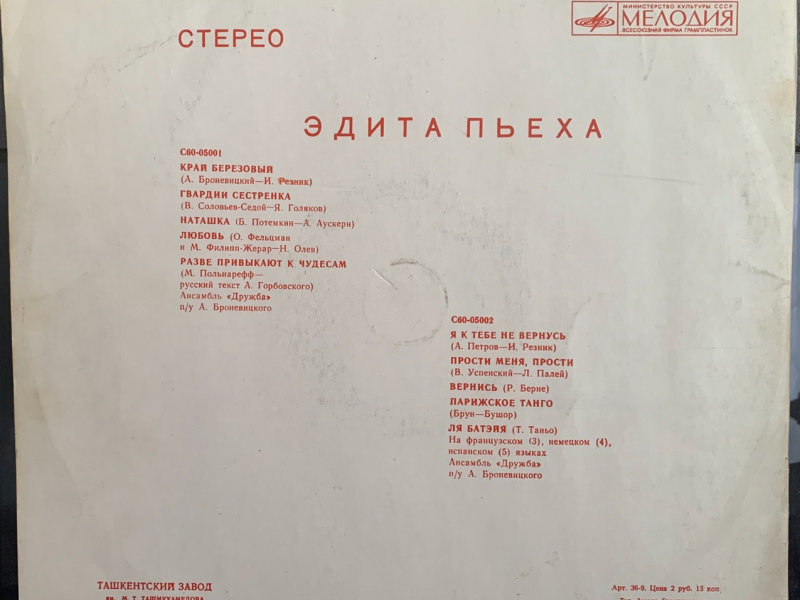 МИНИСТЕРСТВО КУЛЬТУРЫ СССР
МЕЛОДИЯ
ВСЕСОЮЗНАЯ ФИРМА ГРАМПЛАСТИНОК
СТЕРЕО
ЭДИТА ПЬЕХА
С60-05001
КРАЙ БЕРЕЗОВЫЙ
(А. Броневицкий—И. Резник)
ГВАРДИИ СЕСТРЕНКА
(В. Соловьев-Седой—Я. Голяков)
НАТАШКА (Б. Потемкин—А. Аускерн)
ЛЮБОВЬ (О. Фельцман
и М. Филипп-Жерар—Н. Олев)
РАЗВЕ ПРИВЫКАЮТ К ЧУДЕСАМ
(М. Польнарефф—
русский текст А. Горбовского)
Ансамбль «Дружба»
п/у А. Броневицкого
С60-05002
Я К ТЕБЕ НЕ ВЕРНУСЬ
(А. Петров—И. Резник)
ПРОСТИ МЕНЯ, ПРОСТИ
(В. Успенский—Л. Палей)
ВЕРНИСЬ (Р. Берне)
ПАРИЖСКОЕ ТАНГО
(Брун—Бушор)
ЛЯ БАТЭЙЯ (Т. Таньо)
На французском (3), немецком (4),
испанском (5) языках
Ансамбль «Дружба»
п/у А. Броневицкого
ТАШКЕНТСКИЙ ЗАВОД
им. М. Т. ТАШМУХАМЕДОВА
Арт. 36-9. Цена 2 руб. 15 коп.